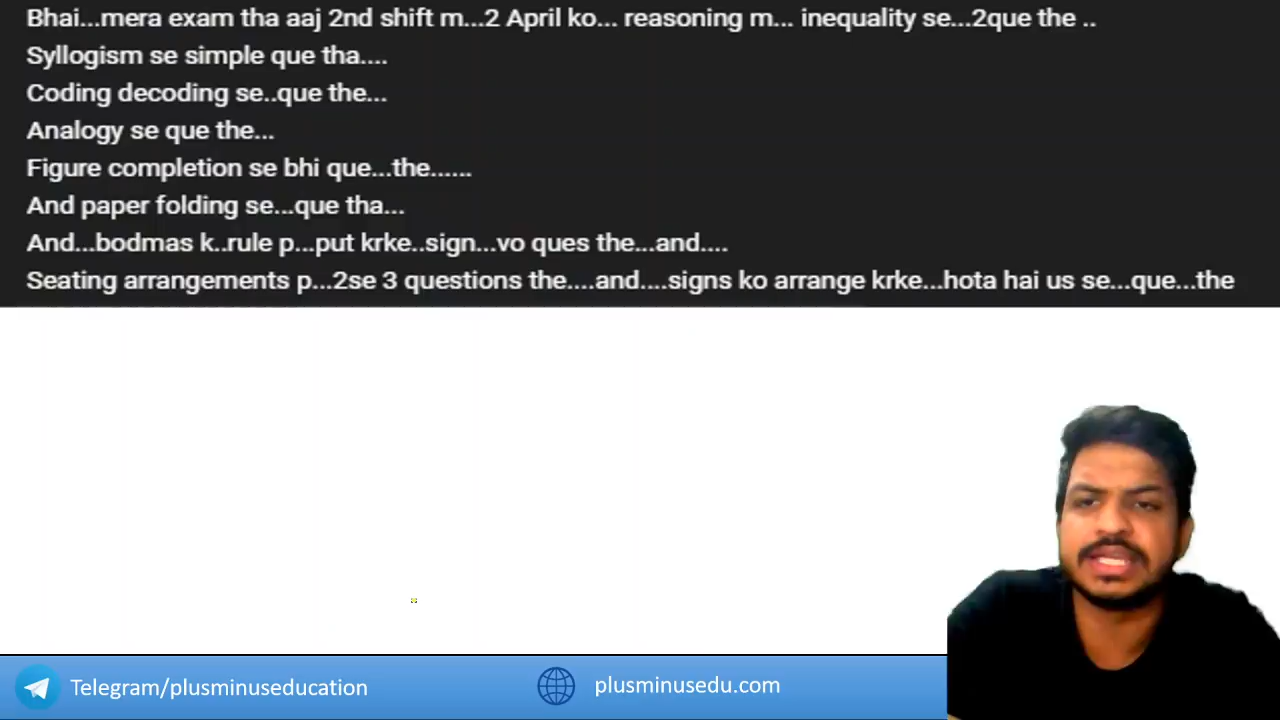 Bhai...mera exam tha aaj 2nd shift m...2 April ko... reasoning m... inequality se...2que the ..
Syllogism se simple que tha....
Coding decoding se..que the...
Analogy se que the...
Figure completion se bhi que...the......
And paper folding se...que tha...
And...bodmas k..rule p...put krke..sign...vo ques the...and....
Seating arrangements p...2se 3 questions the....and....signs ko arrange krke...hota hai us se...que...the
Telegram/plusminuseducation
plusminusedu.com